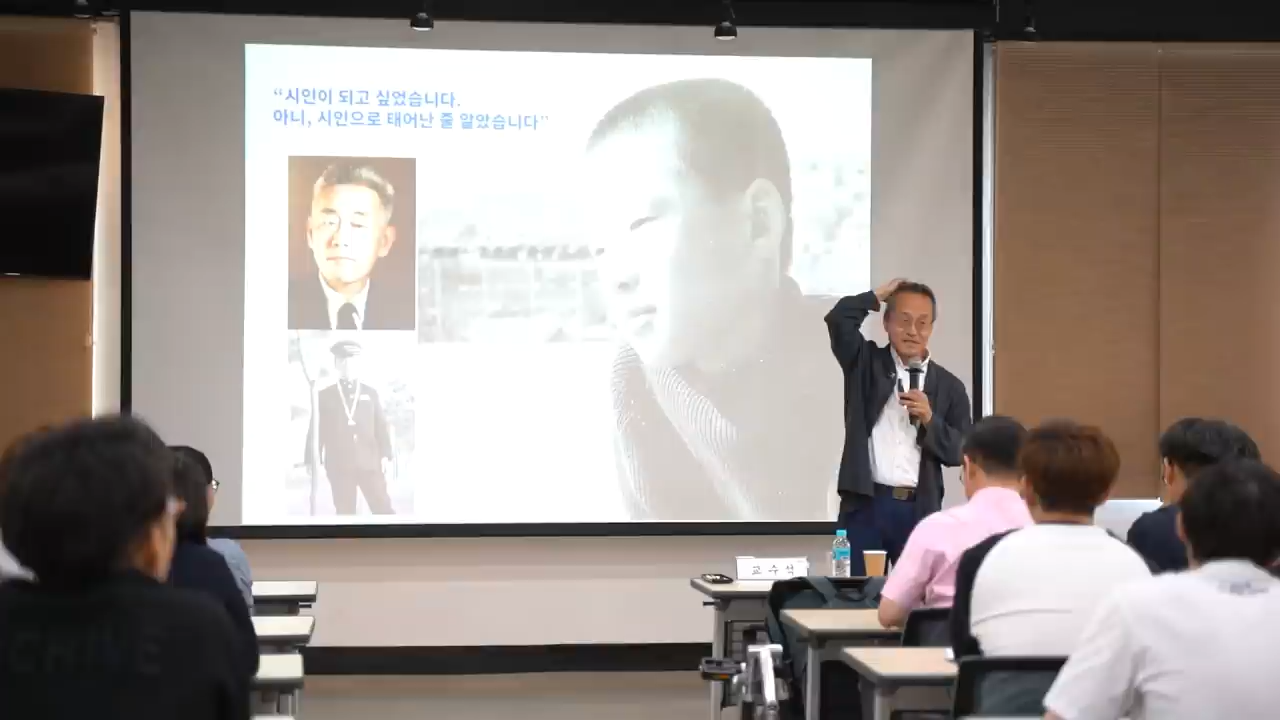 “시인이 되고 싶었습니다.
아니, 시인으로 태어난 줄 알았습니다”
교 수 석